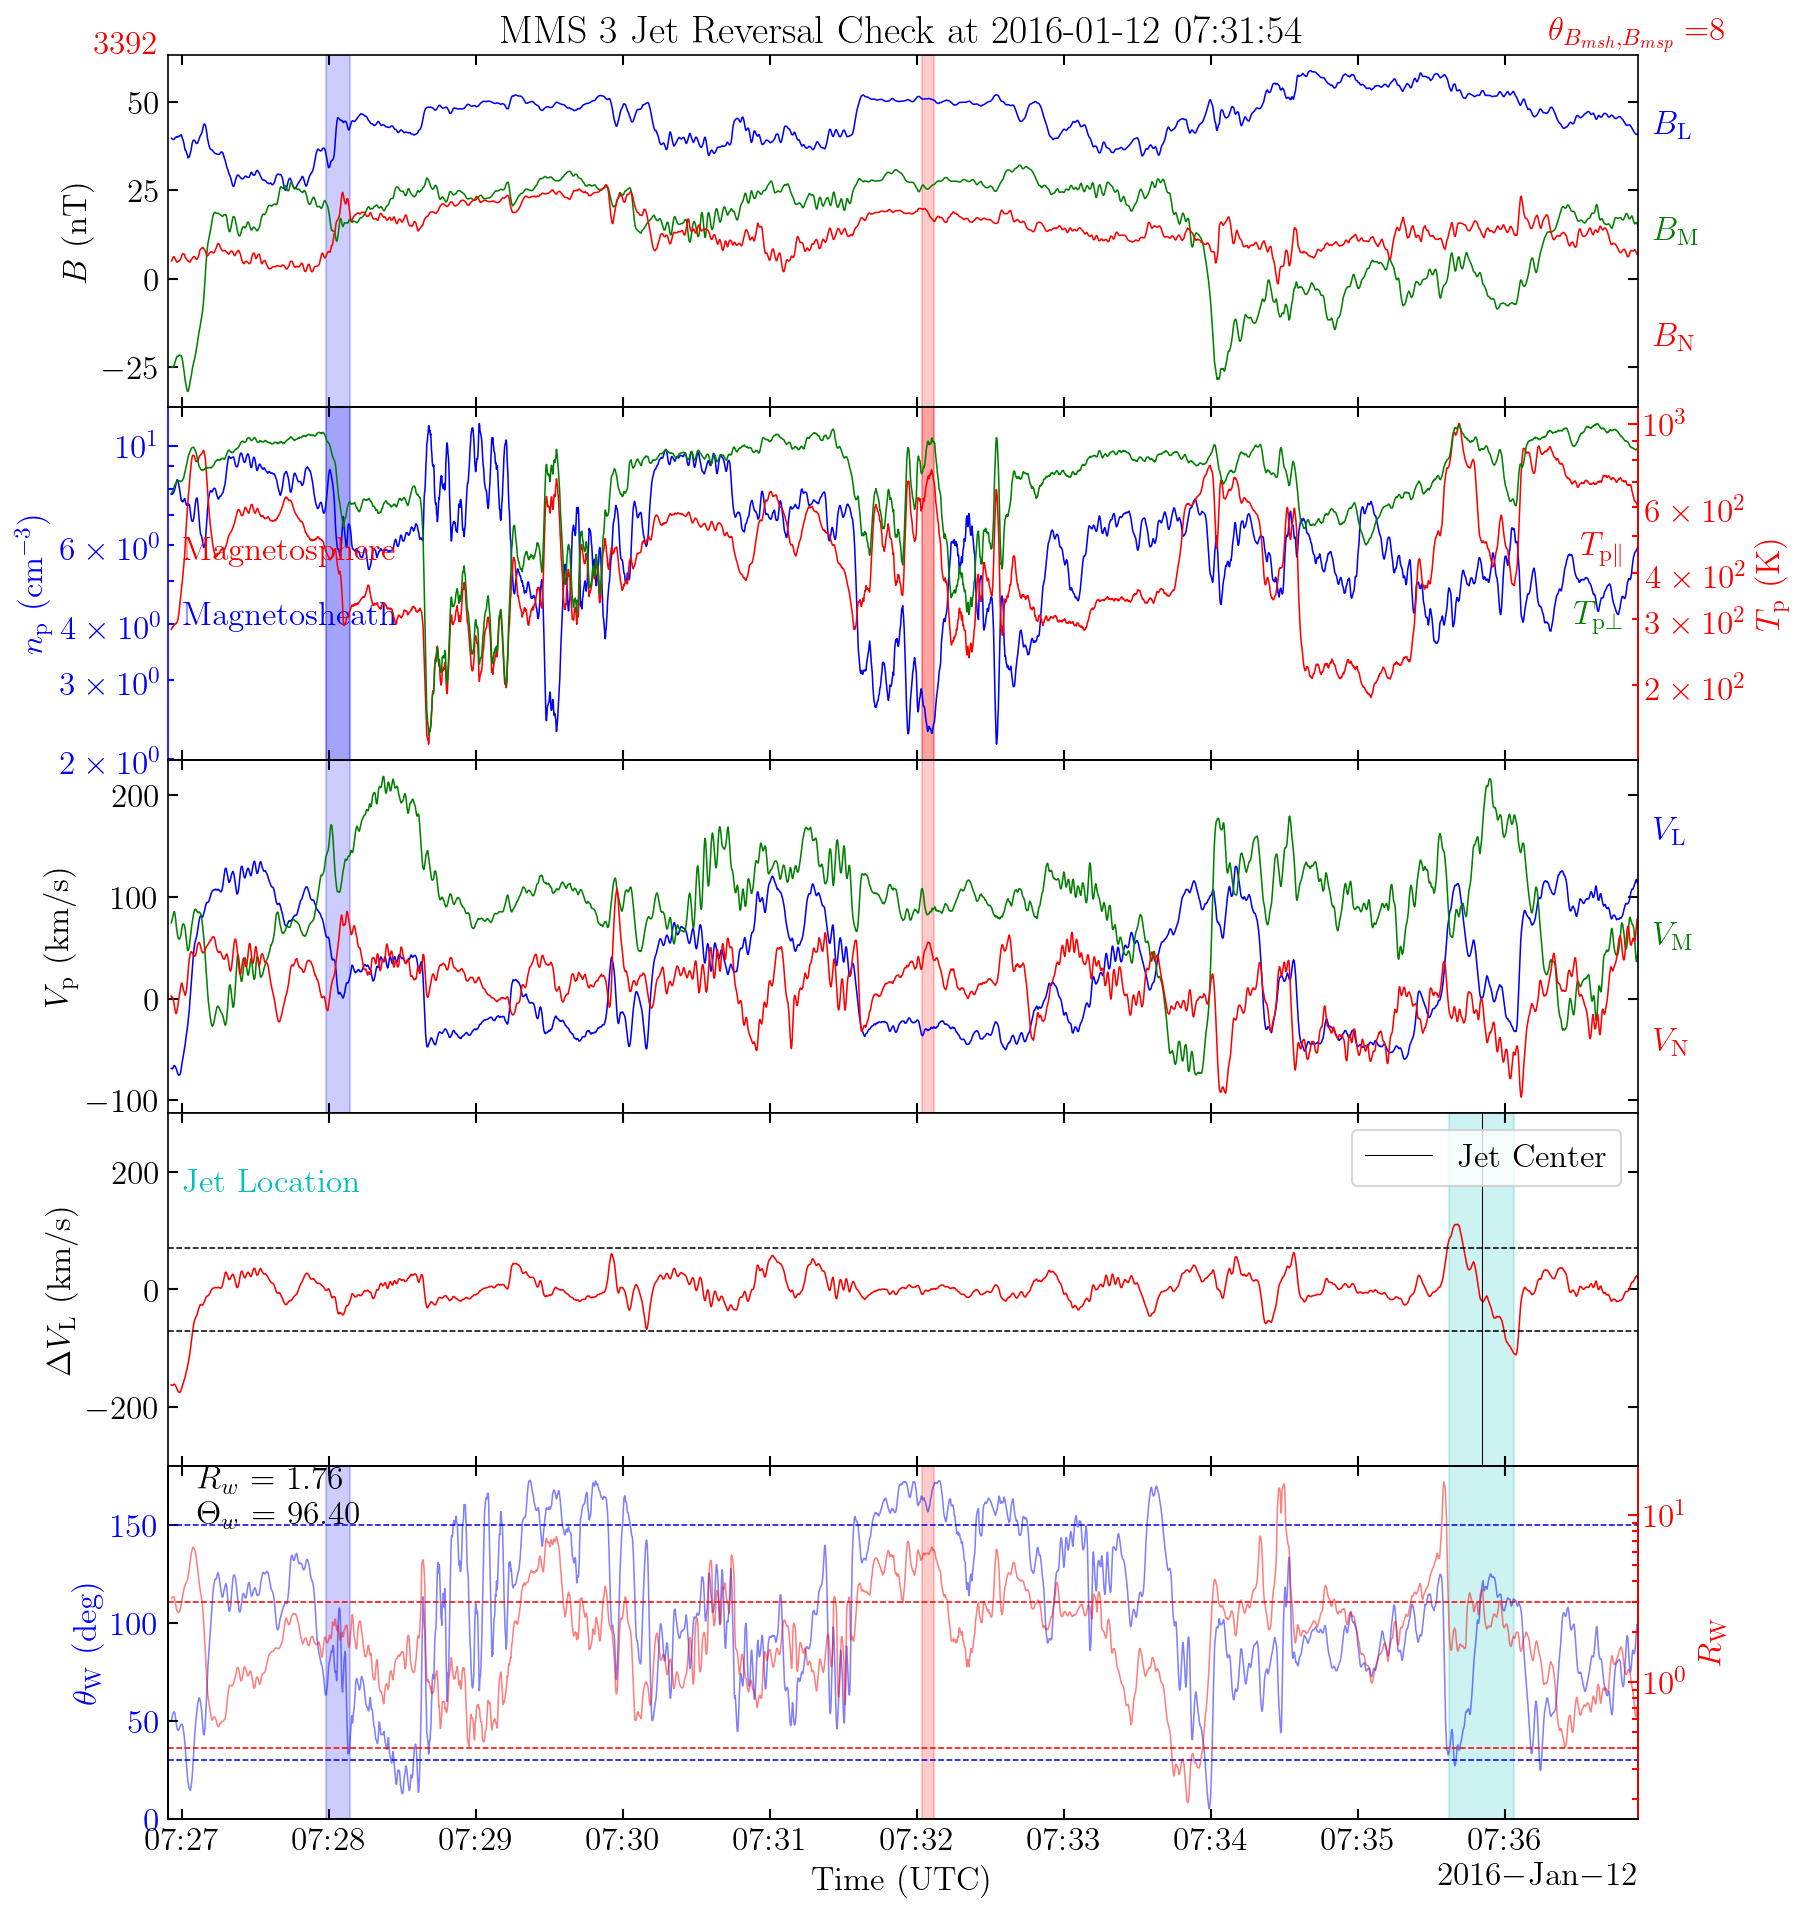 MMS 3 Jet Reversal Check at 2016-01-12 07:31:54
3392
θ_{B_{msh},B_{msp}} =8
50
25
0
−25
B (nT)
B_L
B_M
B_N
10^1
6 × 10^0
4 × 10^0
3 × 10^0
2 × 10^0
n_p (cm^{−3})
Magnetosphere
Magnetosheath
T_{p∥}
T_{p⊥}
10^3
6 × 10^2
4 × 10^2
3 × 10^2
2 × 10^2
T_p (K)
200
100
0
−100
V_p (km/s)
V_L
V_M
V_N
200
0
−200
ΔV_L (km/s)
Jet Location
Jet Center
R_w = 1.76
Θ_w = 96.40
150
100
50
0
θ_W (deg)
10^1
10^0
R_W
07:27 07:28 07:29 07:30 07:31 07:32 07:33 07:34 07:35 07:36
Time (UTC)
2016−Jan−12